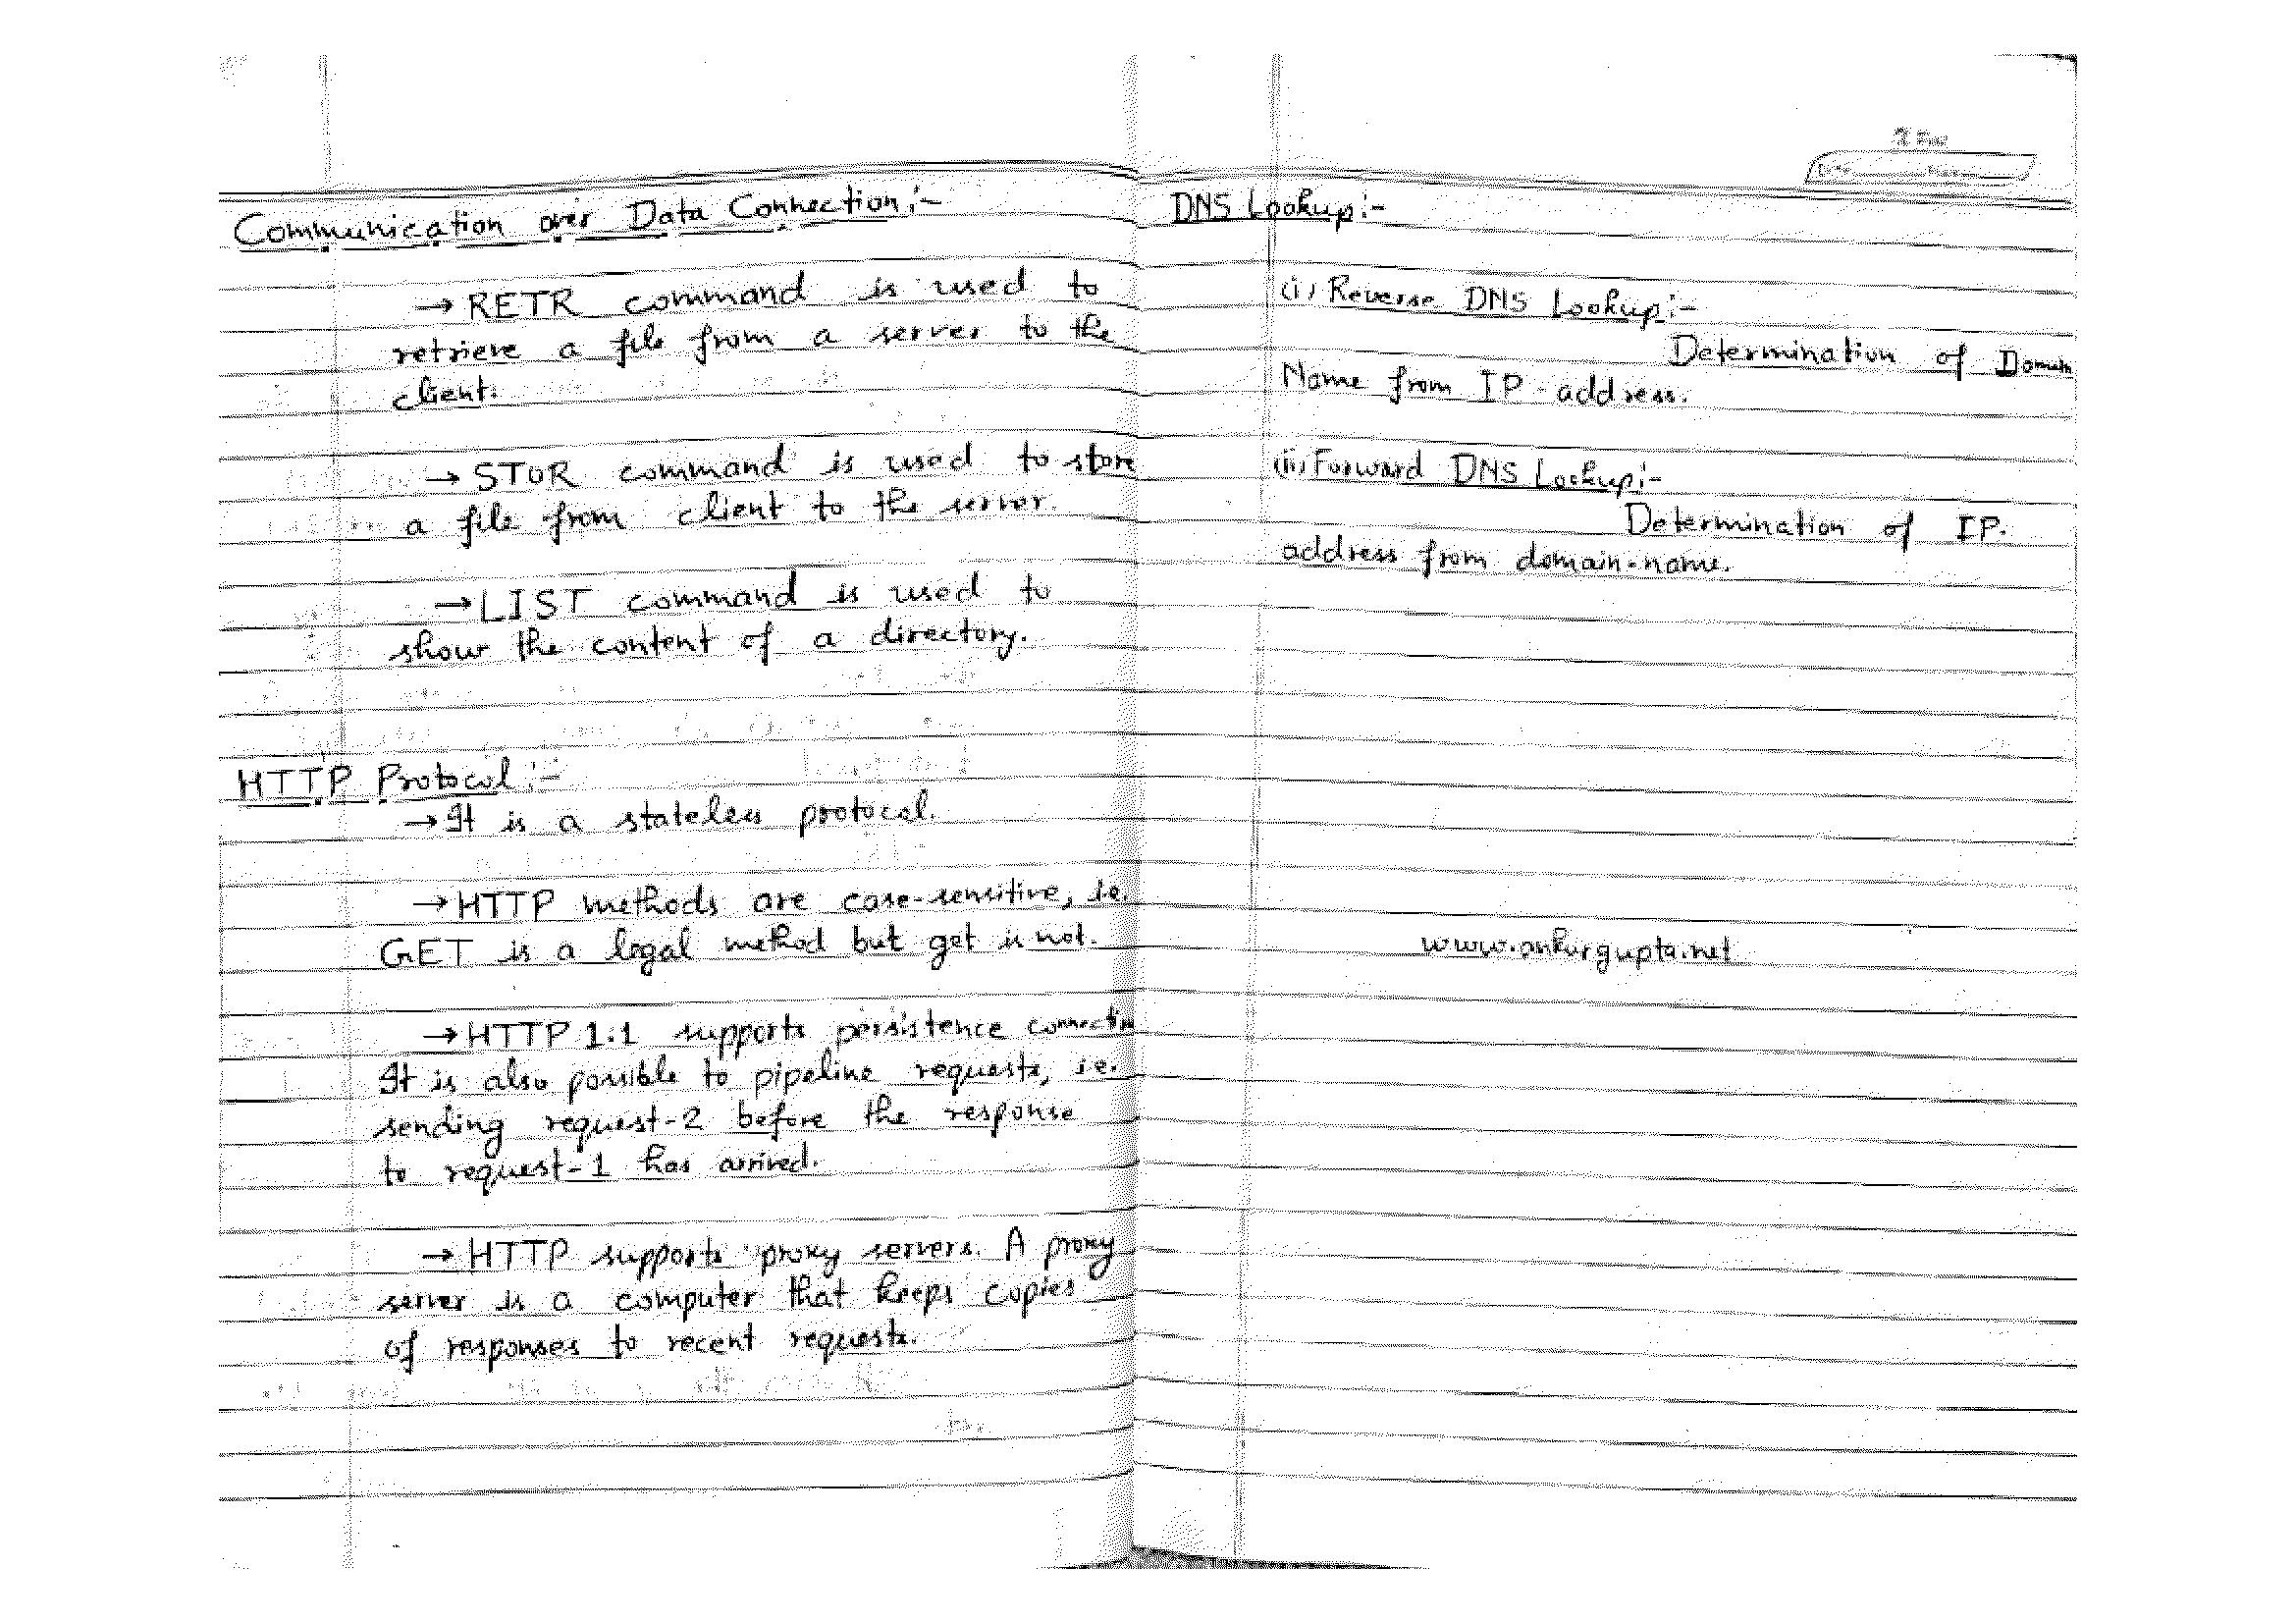 Communication over Data Connection:-
→ RETR command is used to
retrieve a file from a server to the
client.
→ STOR command is used to store
a file from client to the server.
→ LIST command is used to
show the content of a directory.
HTTP Protocol:-
→ It is a stateless protocol.
→ HTTP methods are case-sensitive, i.e.
GET is a legal method but get is not.
→ HTTP 1.1 supports persistence connection
It is also possible to pipeline requests, i.e.
sending request-2 before the response
to request-1 has arrived.
→ HTTP supports proxy servers. A proxy
server is a computer that keeps copies
of responses to recent requests.
DNS Lookup:-
(i) Reverse DNS Lookup:-
Determination of Domain
Name from IP-address.
(ii) Forward DNS Lookup:-
Determination of IP-
address from domain-name.
www.ankurgupta.net